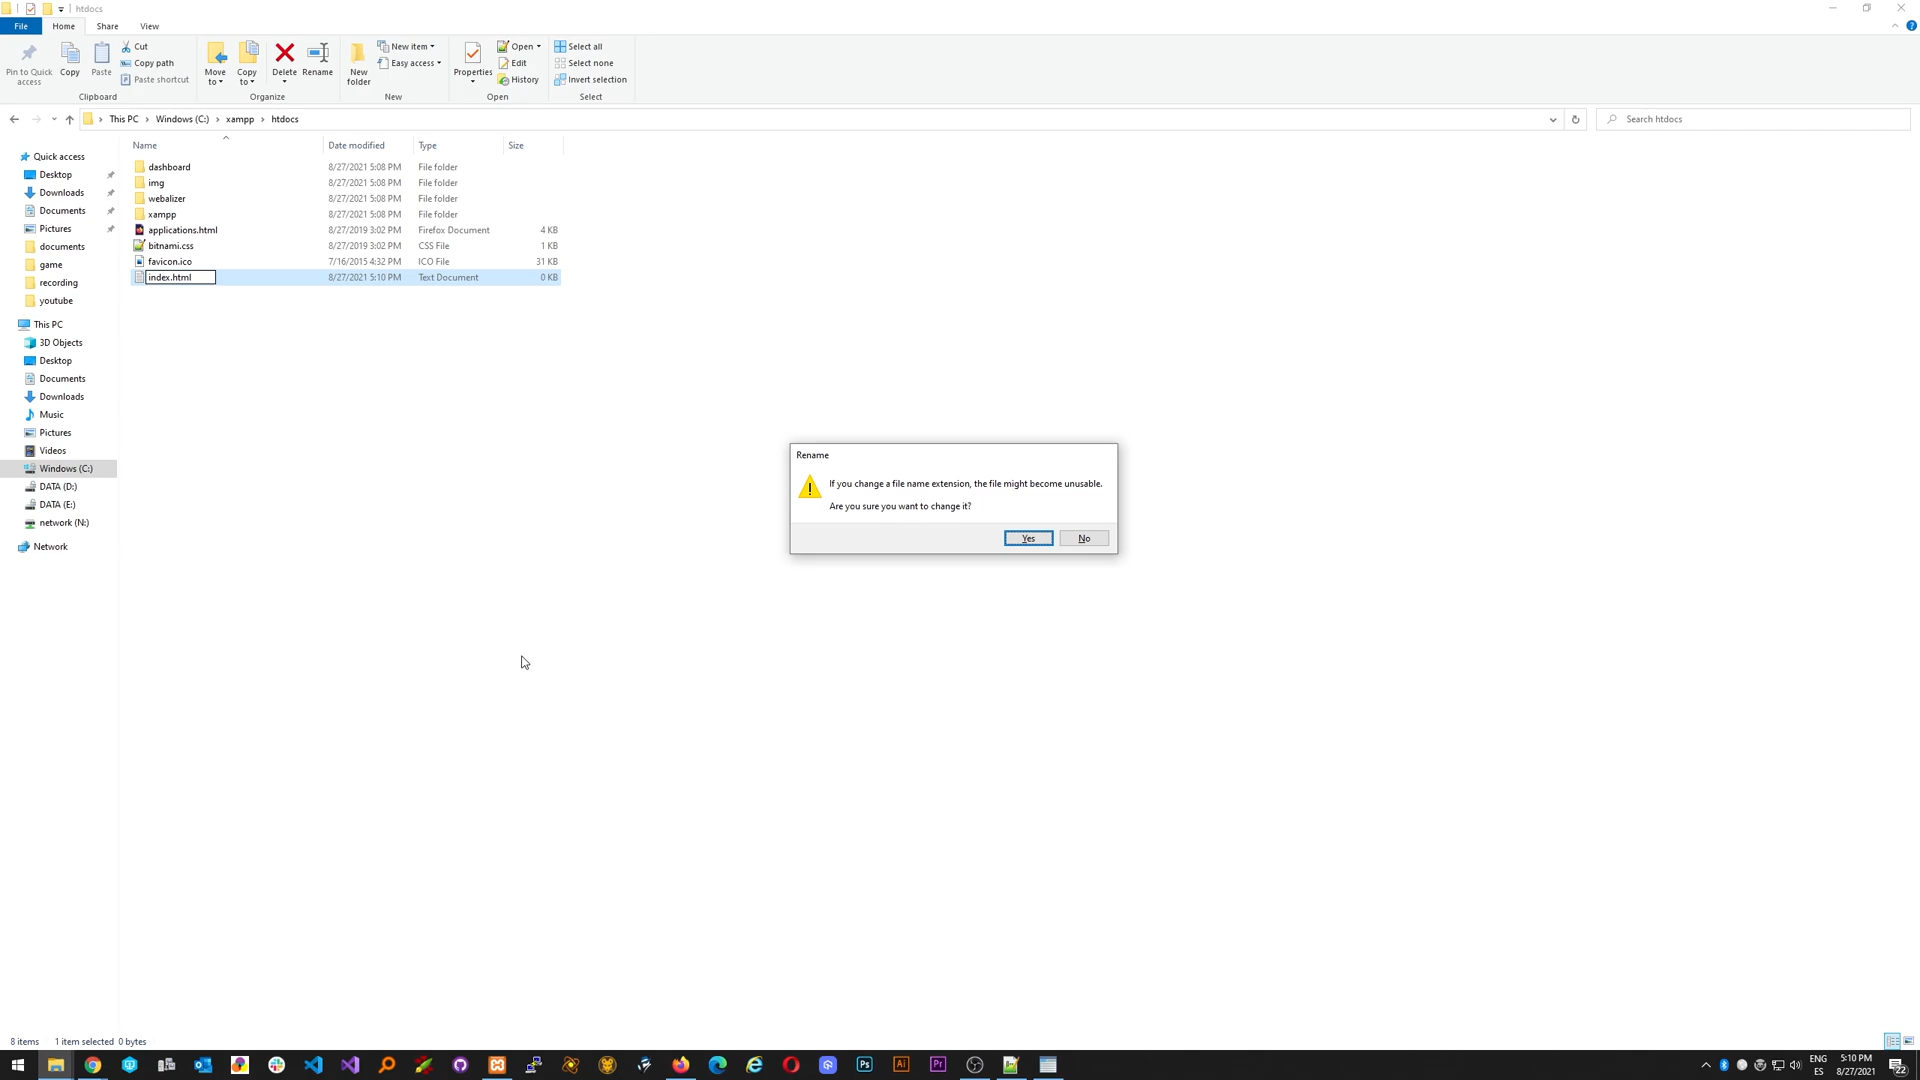 htdocs
File Home Share View
Pin to Quick access
Copy
Paste
Cut
Copy path
Paste shortcut
Clipboard
Move to
Copy to
Delete
Rename
Organize
New folder
New item
Easy access
New
Properties
Open
Edit
History
Open
Select all
Select none
Invert selection
Select
This PC > Windows (C:) > xampp > htdocs
Search htdocs
Name Date modified Type Size
dashboard 8/27/2021 5:08 PM File folder
img 8/27/2021 5:08 PM File folder
webalizer 8/27/2021 5:08 PM File folder
xampp 8/27/2021 5:08 PM File folder
applications.html 8/27/2019 3:02 PM Firefox Document 4 KB
bitnami.css 8/27/2019 3:02 PM CSS File 1 KB
favicon.ico 7/16/2015 4:32 PM ICO File 31 KB
index.html 8/27/2021 5:10 PM Text Document 0 KB
Quick access
Desktop
Downloads
Documents
Pictures
documents
game
recording
youtube
This PC
3D Objects
Desktop
Documents
Downloads
Music
Pictures
Videos
Windows (C:)
DATA (D:)
DATA (E:)
network (N:)
Network
Rename
If you change a file name extension, the file might become unusable.
Are you sure you want to change it?
Yes No
8 items 1 item selected 0 bytes
Ps Ai Pr
ENG
ES
5:10 PM
8/27/2021
22